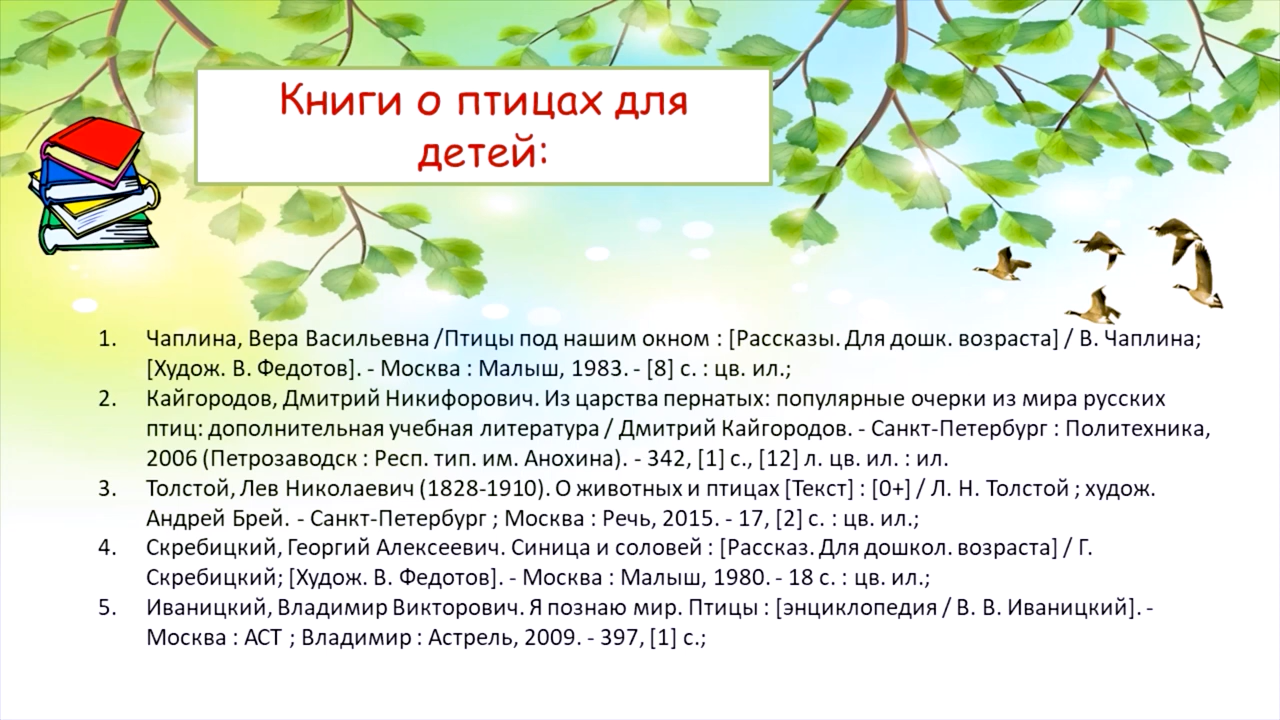 Книги о птицах для
детей:
1. Чаплина, Вера Васильевна /Птицы под нашим окном : [Рассказы. Для дошк. возраста] / В. Чаплина;
[Худож. В. Федотов]. - Москва : Малыш, 1983. - [8] с. : цв. ил.;
2. Кайгородов, Дмитрий Никифорович. Из царства пернатых: популярные очерки из мира русских
птиц: дополнительная учебная литература / Дмитрий Кайгородов. - Санкт-Петербург : Политехника,
2006 (Петрозаводск : Респ. тип. им. Анохина). - 342, [1] с., [12] л. цв. ил. : ил.
3. Толстой, Лев Николаевич (1828-1910). О животных и птицах [Текст] : [0+] / Л. Н. Толстой ; худож.
Андрей Брей. - Санкт-Петербург ; Москва : Речь, 2015. - 17, [2] с. : цв. ил.;
4. Скребицкий, Георгий Алексеевич. Синица и соловей : [Рассказ. Для дошкол. возраста] / Г.
Скребицкий; [Худож. В. Федотов]. - Москва : Малыш, 1980. - 18 с. : цв. ил.;
5. Иваницкий, Владимир Викторович. Я познаю мир. Птицы : [энциклопедия / В. В. Иваницкий]. -
Москва : АСТ ; Владимир : Астрель, 2009. - 397, [1] с.;